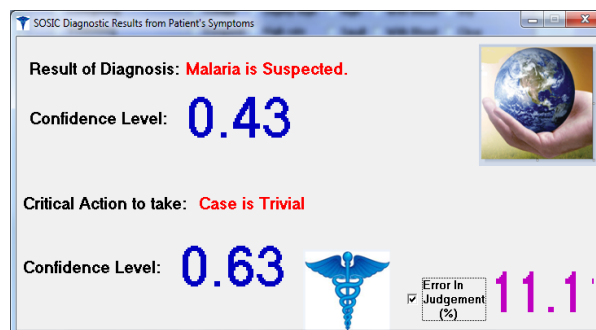 SOSIC Diagnostic Results from Patient's Symptoms
Result of Diagnosis: Malaria is Suspected.
Confidence Level: 0.43
Critical Action to take: Case is Trivial
Confidence Level: 0.63
Error In
Judgement
(%)